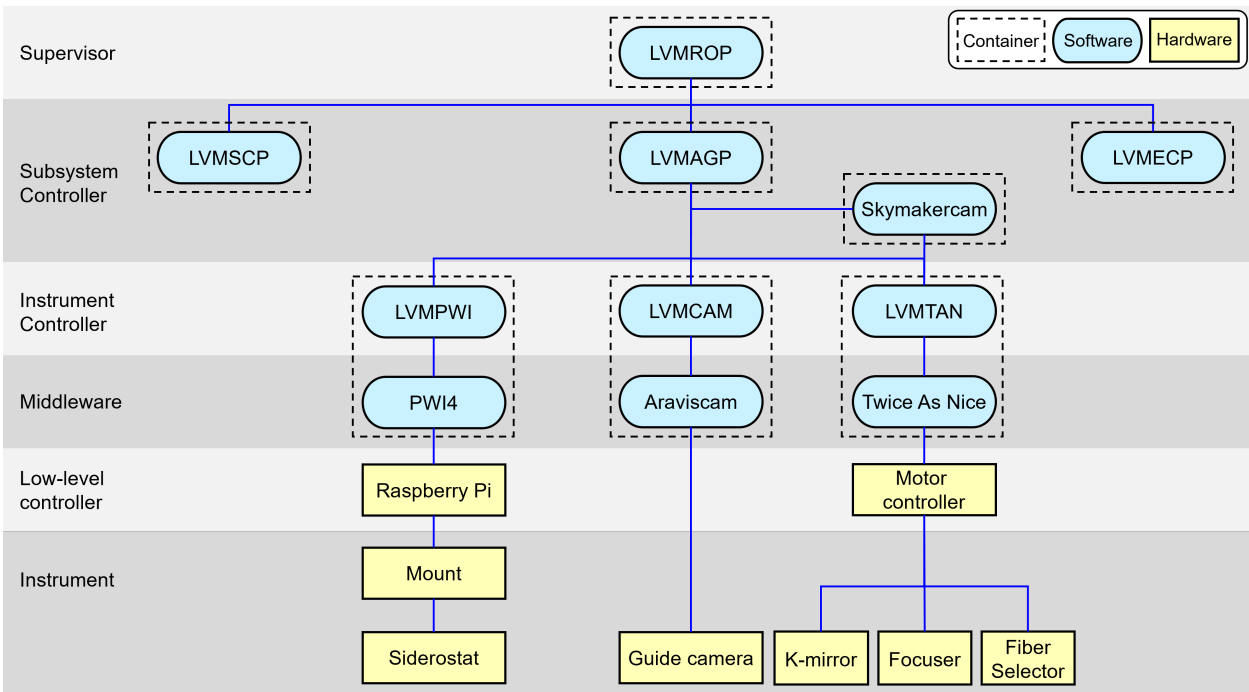 Supervisor
LVMROP
Container
Software
Hardware
LVMSCP
LVMAGP
LVMECP
Subsystem
Controller
Skymakercam
Instrument
Controller
LVMPWI
LVMCAM
LVMTAN
Middleware
PWI4
Araviscam
Twice As Nice
Low-level
controller
Raspberry Pi
Motor
controller
Instrument
Mount
Siderostat
Guide camera
K-mirror
Focuser
Fiber
Selector